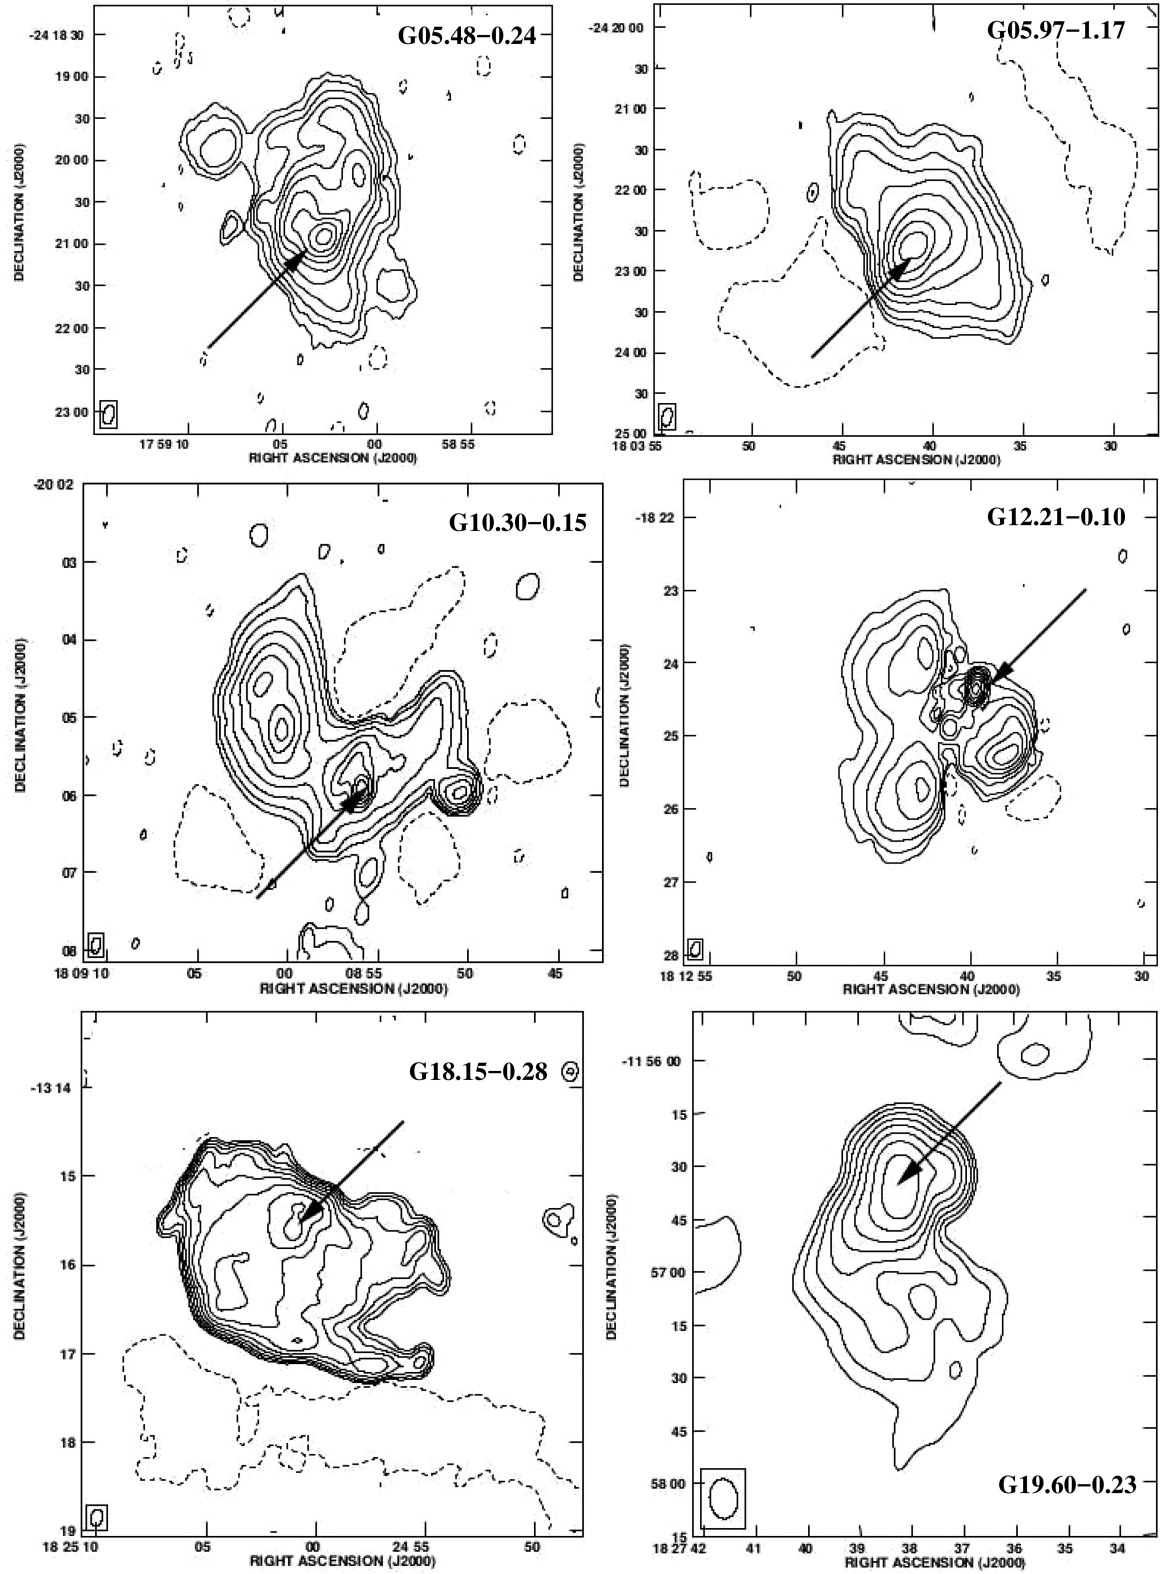 G05.48−0.24
-24 18 30
19 00
30
20 00
30
21 00
30
22 00
30
23 00
DECLINATION (J2000)
17 59 10
05
00
58 55
RIGHT ASCENSION (J2000)
G05.97−1.17
-24 20 00
30
21 00
30
22 00
30
23 00
30
24 00
30
25 00
DECLINATION (J2000)
18 03 55
50
45
40
35
30
RIGHT ASCENSION (J2000)
G10.30−0.15
-20 02
03
04
05
06
07
08
DECLINATION (J2000)
18 09 10
05
00
08 55
50
45
RIGHT ASCENSION (J2000)
G12.21−0.10
-18 22
23
24
25
26
27
28
DECLINATION (J2000)
18 12 55
50
45
40
35
30
RIGHT ASCENSION (J2000)
G18.15−0.28
-13 14
15
16
17
18
19
DECLINATION (J2000)
18 25 10
05
00
24 55
50
RIGHT ASCENSION (J2000)
-11 56 00
15
30
45
57 00
15
30
45
58 00
15
DECLINATION (J2000)
G19.60−0.23
18 27 42
41
40
39
38
37
36
35
34
RIGHT ASCENSION (J2000)